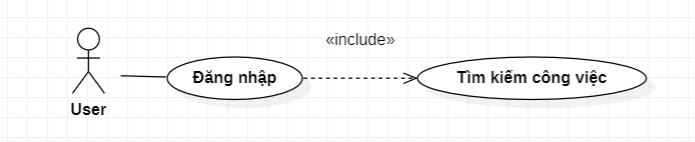 «include»
Đăng nhập
Tìm kiếm công việc
User